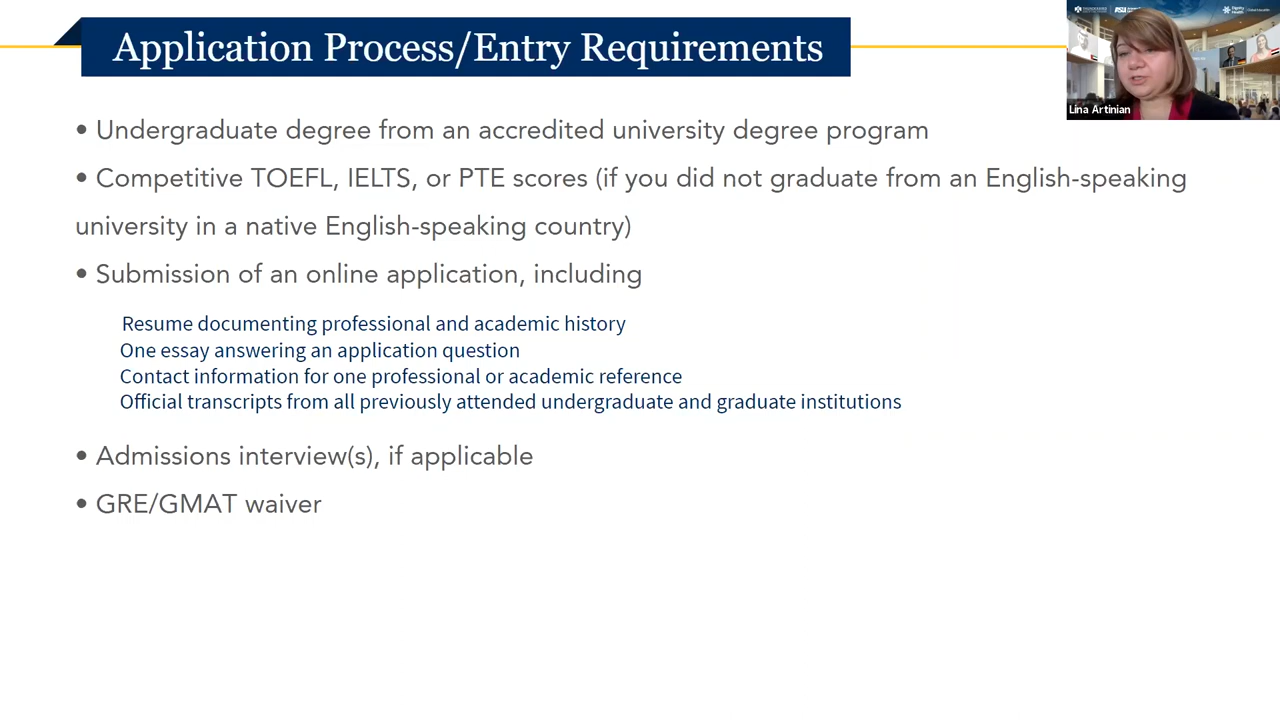 Application Process/Entry Requirements
Lina Artinian
• Undergraduate degree from an accredited university degree program
• Competitive TOEFL, IELTS, or PTE scores (if you did not graduate from an English-speaking
university in a native English-speaking country)
• Submission of an online application, including
Resume documenting professional and academic history
One essay answering an application question
Contact information for one professional or academic reference
Official transcripts from all previously attended undergraduate and graduate institutions
• Admissions interview(s), if applicable
• GRE/GMAT waiver